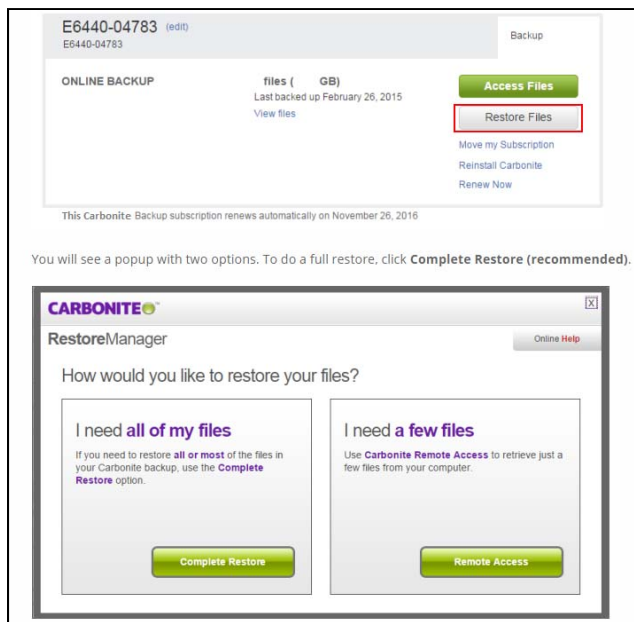 E6440-04783 (edit)
E6440-04783
Backup
ONLINE BACKUP
files ( GB)
Last backed up February 26, 2015
View files
Access Files
Restore Files
Move my Subscription
Reinstall Carbonite
Renew Now
This Carbonite Backup subscription renews automatically on November 26, 2016
You will see a popup with two options. To do a full restore, click Complete Restore (recommended).
CARBONITE
X
RestoreManager
Online Help
How would you like to restore your files?
I need all of my files
If you need to restore all or most of the files in
your Carbonite backup, use the Complete
Restore option.
Complete Restore
I need a few files
Use Carbonite Remote Access to retrieve just a
few files from your computer.
Remote Access